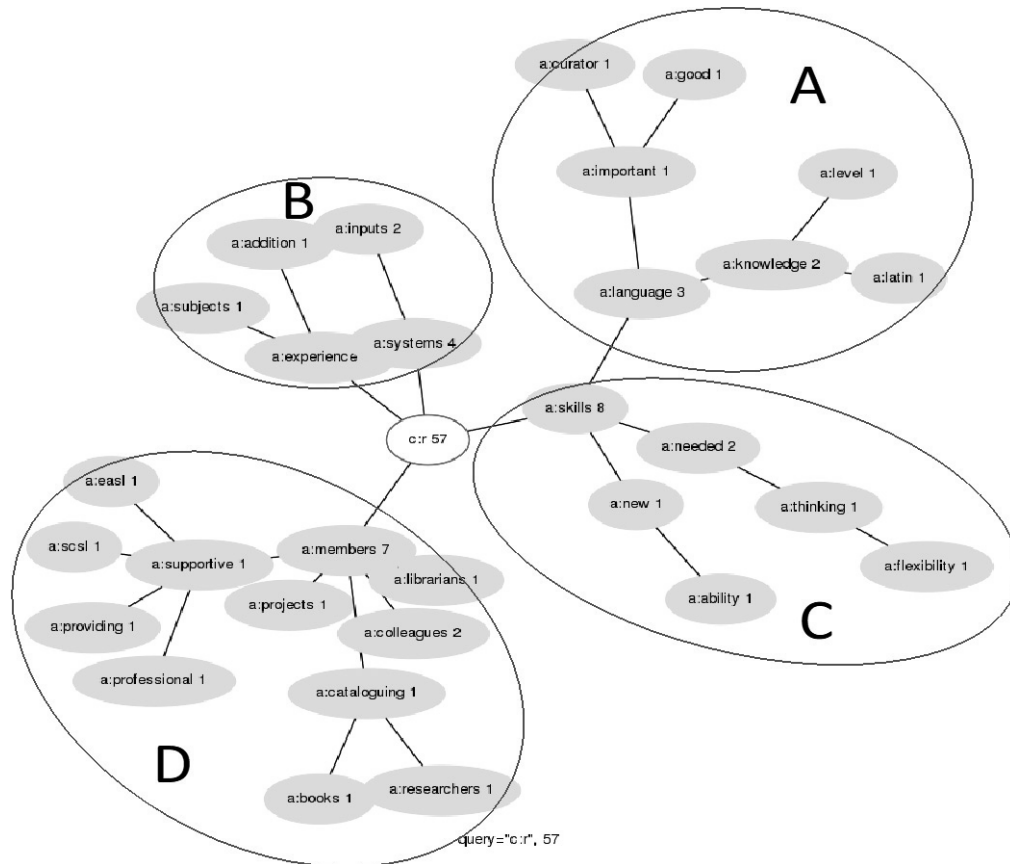 a:curator 1
a:good 1
A
a:important 1
a:level 1
a:knowledge 2
a:latin 1
a:language 3
B
a:inputs 2
a:addition 1
a:subjects 1
a:systems 4
a:experience
c:r 57
a:skills 8
a:needed 2
a:new 1
a:thinking 1
a:flexibility 1
a:ability 1
C
a:easl 1
a:scsl 1
a:supportive 1
a:members 7
a:librarians 1
a:projects 1
a:providing 1
a:colleagues 2
a:professional 1
a:cataloguing 1
D
a:books 1
a:researchers 1
query="c:r", 57